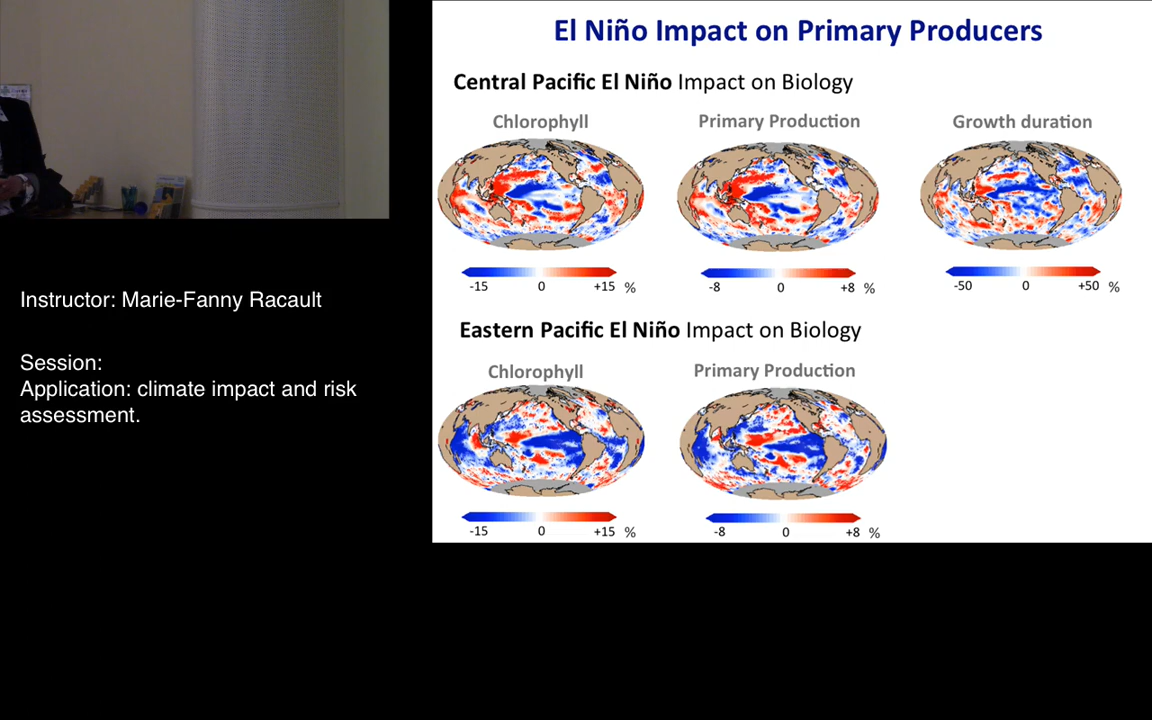 El Niño Impact on Primary Producers
Central Pacific El Niño Impact on Biology
Chlorophyll
Primary Production
Growth duration
-15 0 +15 %
-8 0 +8 %
-50 0 +50 %
Eastern Pacific El Niño Impact on Biology
Chlorophyll
Primary Production
-15 0 +15 %
-8 0 +8 %
Instructor: Marie-Fanny Racault
Session:
Application: climate impact and risk
assessment.